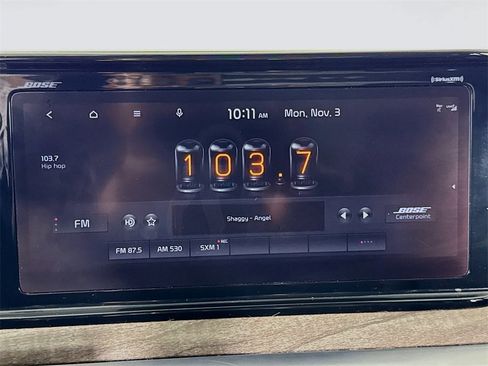 BOSE
SiriusXM
10:11 AM Mon, Nov. 3
103.7
Hip hop
103.7
FM
HD
Shaggy - Angel
BOSE
Centerpoint
FM 87.5 AM 530 SXM 1 REC